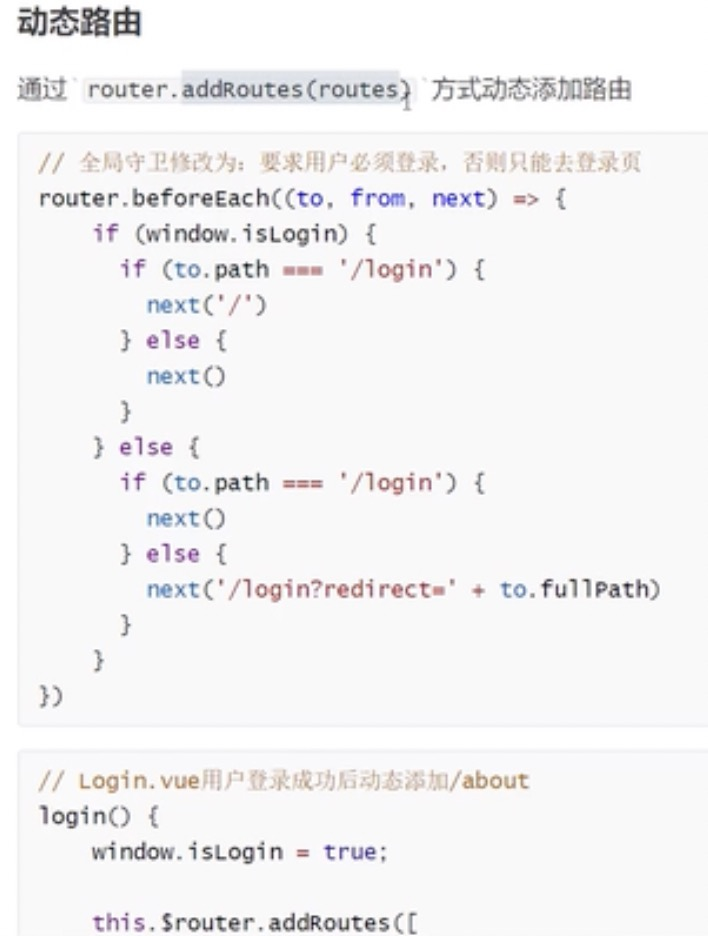 动态路由
通过`router.addRoutes(routes)`方式动态添加路由
// 全局守卫修改为：要求用户必须登录，否则只能去登录页
router.beforeEach((to, from, next) => {
    if (window.isLogin) {
      if (to.path === '/login') {
        next('/')
      } else {
        next()
      }
    } else {
      if (to.path === '/login') {
        next()
      } else {
        next('/login?redirect=' + to.fullPath)
      }
    }
})
// Login.vue用户登录成功后动态添加/about
login() {
    window.isLogin = true;
    this.$router.addRoutes([